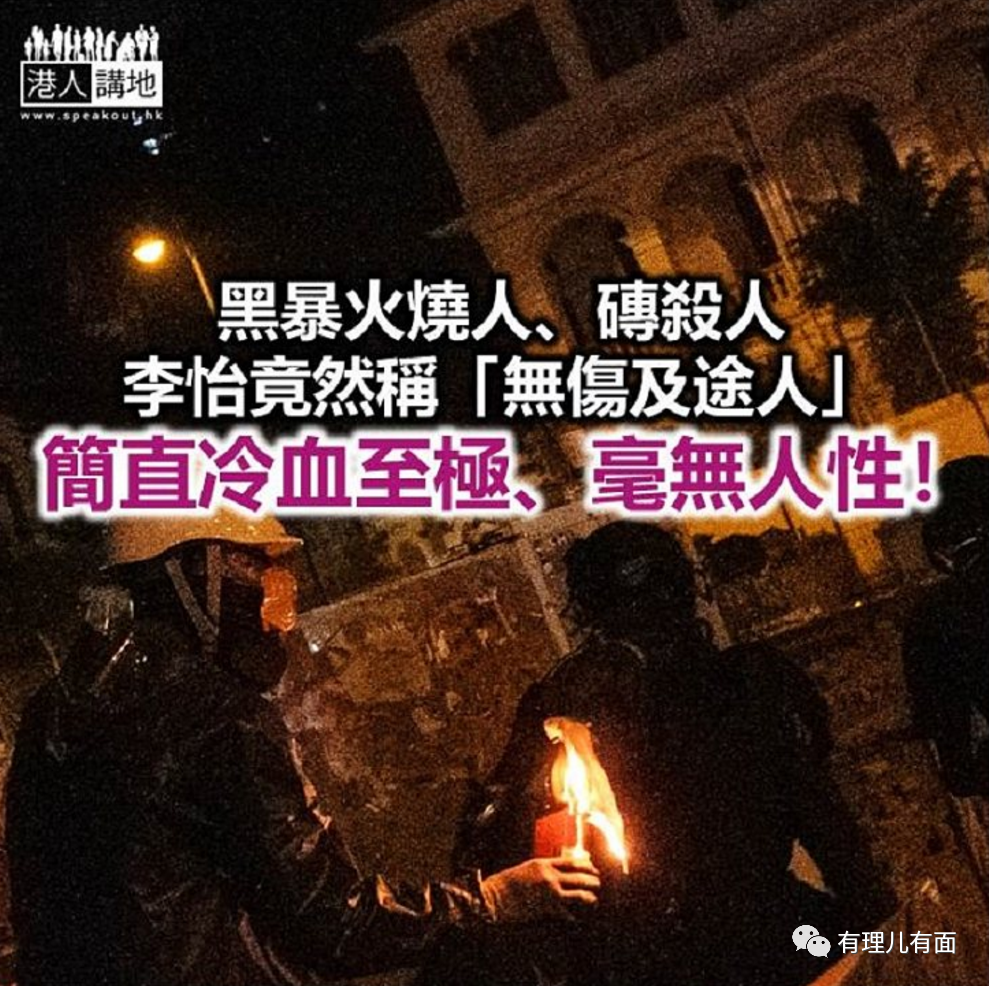 港人講地
www.speakout.hk
黑暴火燒人、磚殺人
李怡竟然稱「無傷及途人」
簡直冷血至極、毫無人性!
有理儿有面